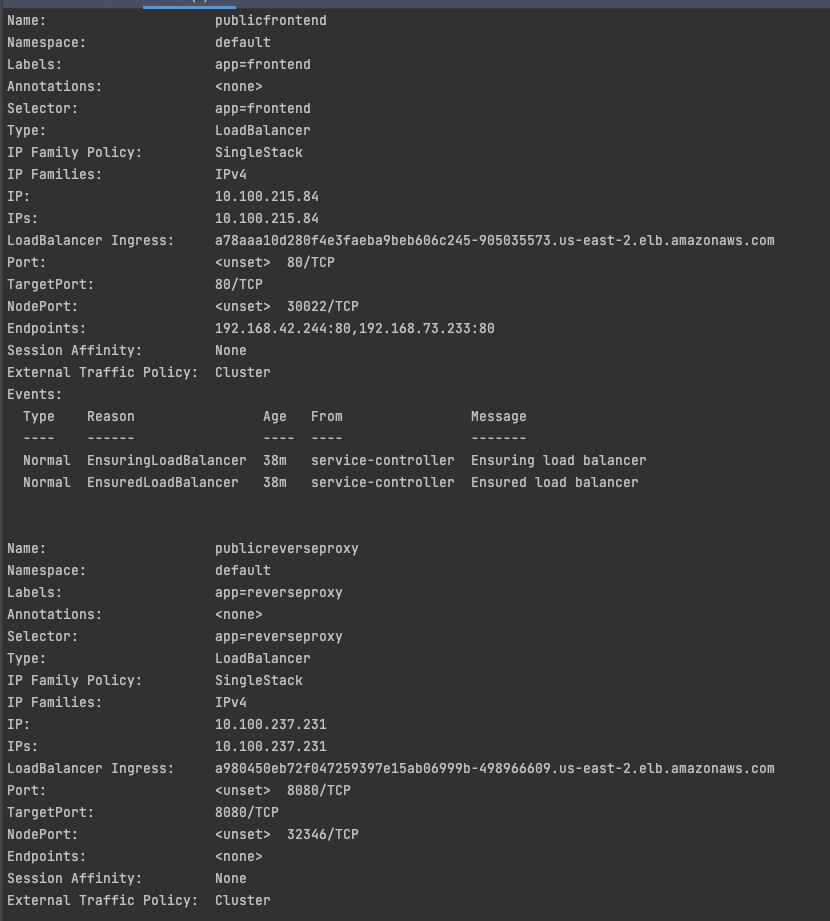 Name: publicfrontend
Namespace: default
Labels: app=frontend
Annotations: <none>
Selector: app=frontend
Type: LoadBalancer
IP Family Policy: SingleStack
IP Families: IPv4
IP: 10.100.215.84
IPs: 10.100.215.84
LoadBalancer Ingress: a78aaa10d280f4e3faeba9beb606c245-905035573.us-east-2.elb.amazonaws.com
Port: <unset> 80/TCP
TargetPort: 80/TCP
NodePort: <unset> 30022/TCP
Endpoints: 192.168.42.244:80,192.168.73.233:80
Session Affinity: None
External Traffic Policy: Cluster
Events:
Type Reason Age From Message
---- ------ ---- ---- -------
Normal EnsuringLoadBalancer 38m service-controller Ensuring load balancer
Normal EnsuredLoadBalancer 38m service-controller Ensured load balancer
Name: publicreverseproxy
Namespace: default
Labels: app=reverseproxy
Annotations: <none>
Selector: app=reverseproxy
Type: LoadBalancer
IP Family Policy: SingleStack
IP Families: IPv4
IP: 10.100.237.231
IPs: 10.100.237.231
LoadBalancer Ingress: a980450eb72f047259397e15ab06999b-498966609.us-east-2.elb.amazonaws.com
Port: <unset> 8080/TCP
TargetPort: 8080/TCP
NodePort: <unset> 32346/TCP
Endpoints: <none>
Session Affinity: None
External Traffic Policy: Cluster